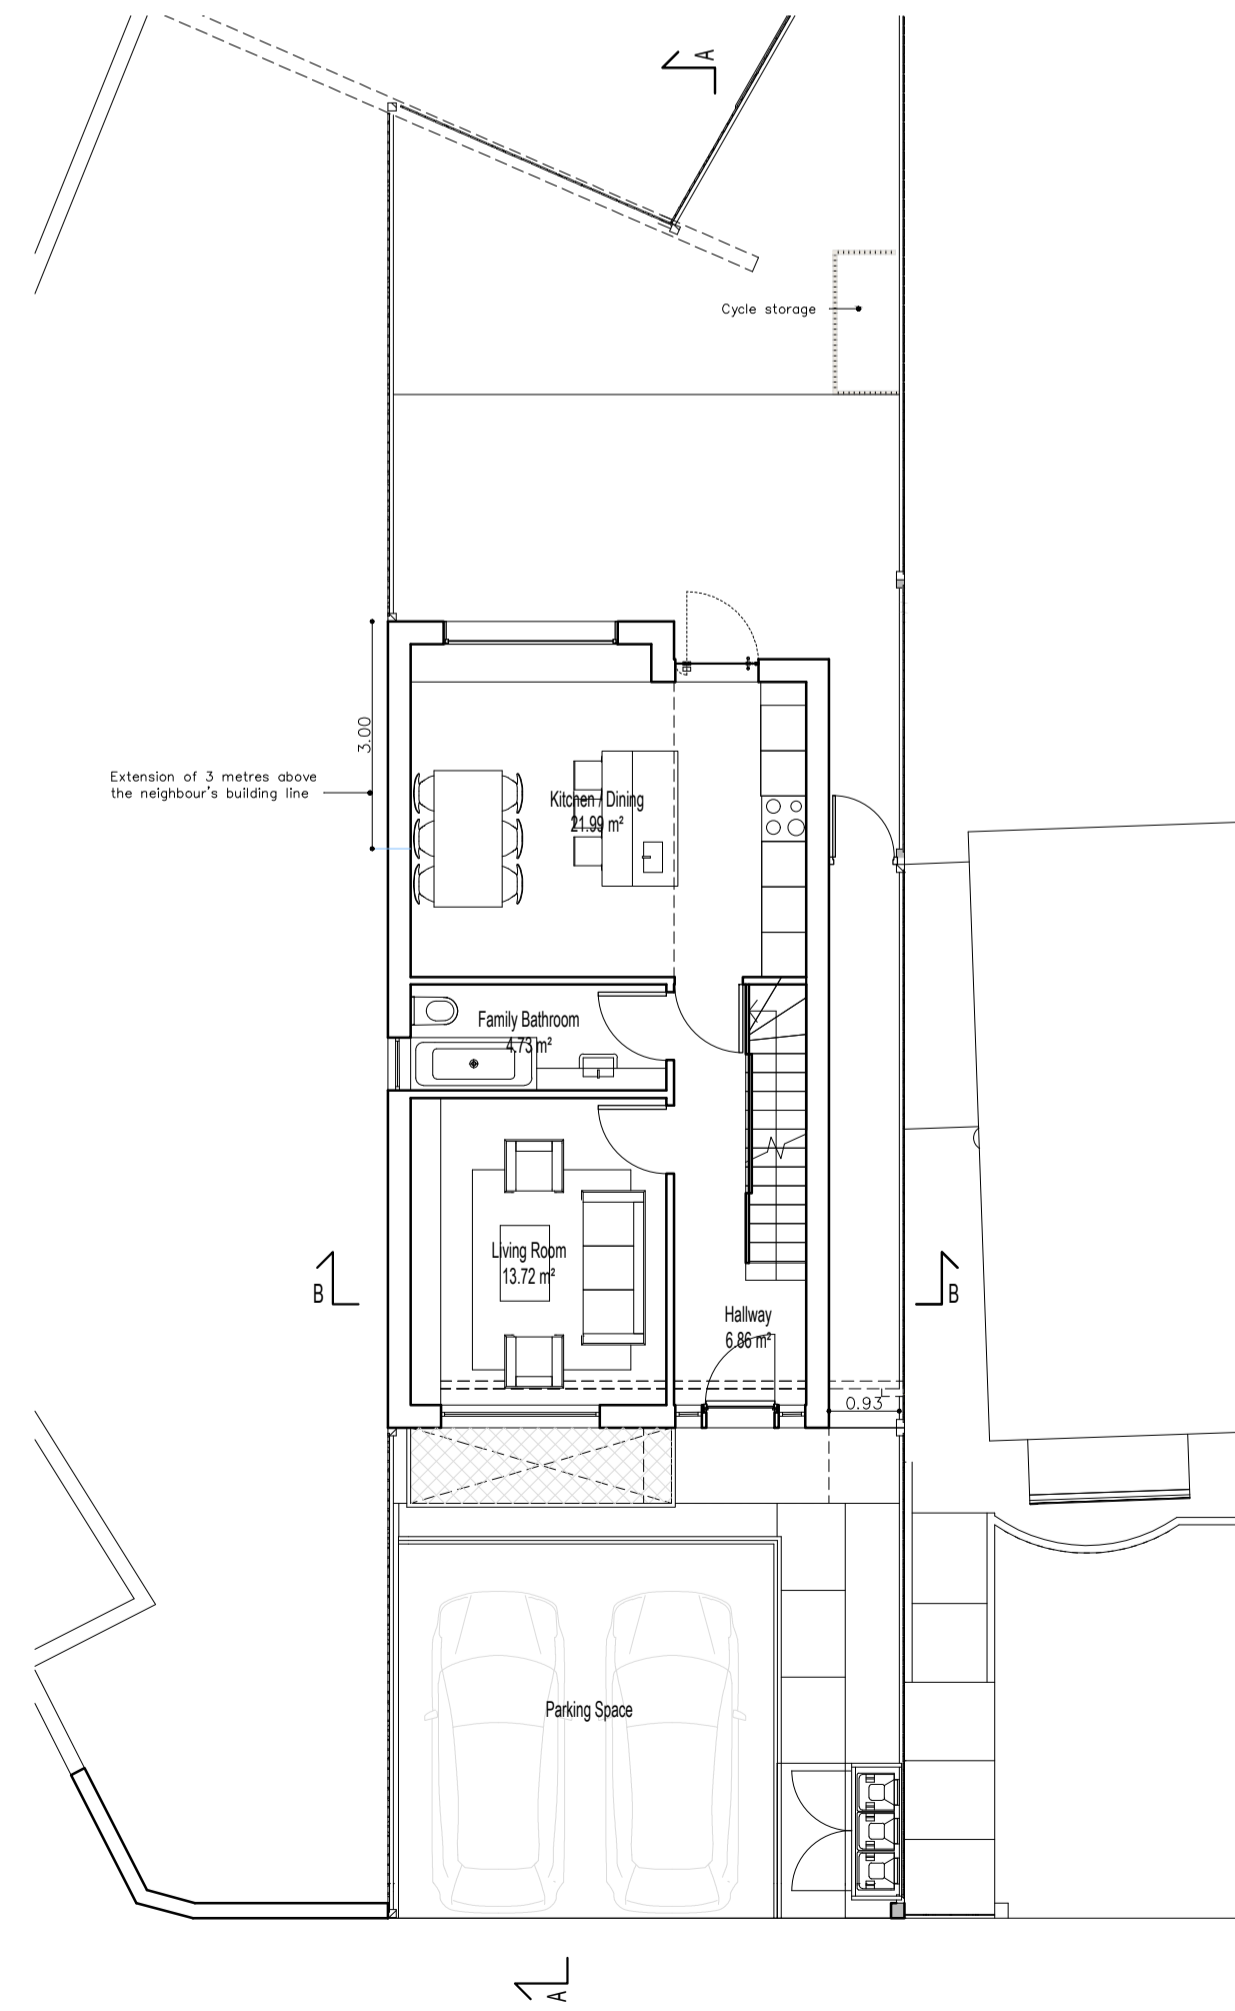 A
Cycle storage
3.00
Extension of 3 metres above
the neighbour's building line
Kitchen / Dining
21.99 m²
Family Bathroom
4.73 m²
Living Room
13.72 m²
B
B
Hallway
6.86 m²
0.93
Parking Space
A